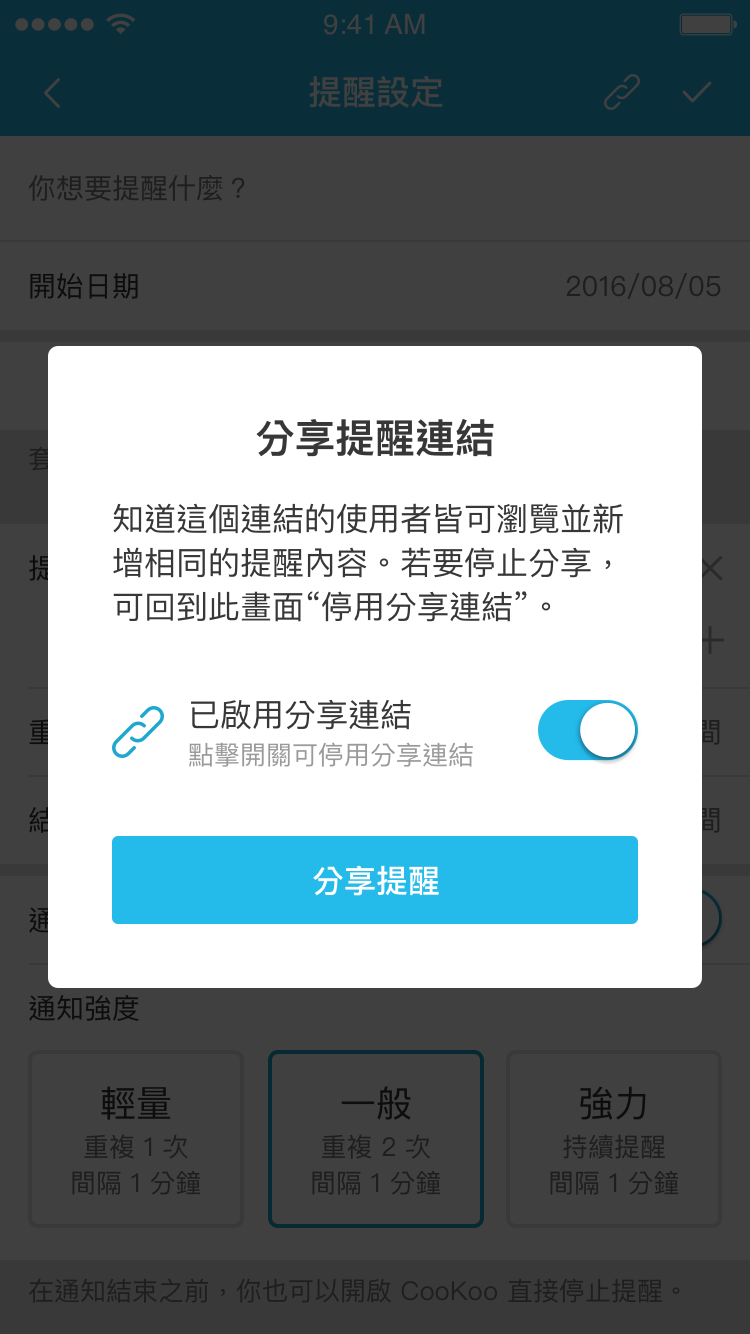 9:41 AM
提醒設定
你想要提醒什麼？
開始日期 2016/08/05
分享提醒連結
知道這個連結的使用者皆可瀏覽並新
增相同的提醒內容。若要停止分享，
可回到此畫面“停用分享連結”。
已啟用分享連結
點擊開關可停用分享連結
分享提醒
套
提
重 間
結 間
通
通知強度
輕量
重複 1 次
間隔 1 分鐘
一般
重複 2 次
間隔 1 分鐘
強力
持續提醒
間隔 1 分鐘
在通知結束之前，你也可以開啟 CooKoo 直接停止提醒。